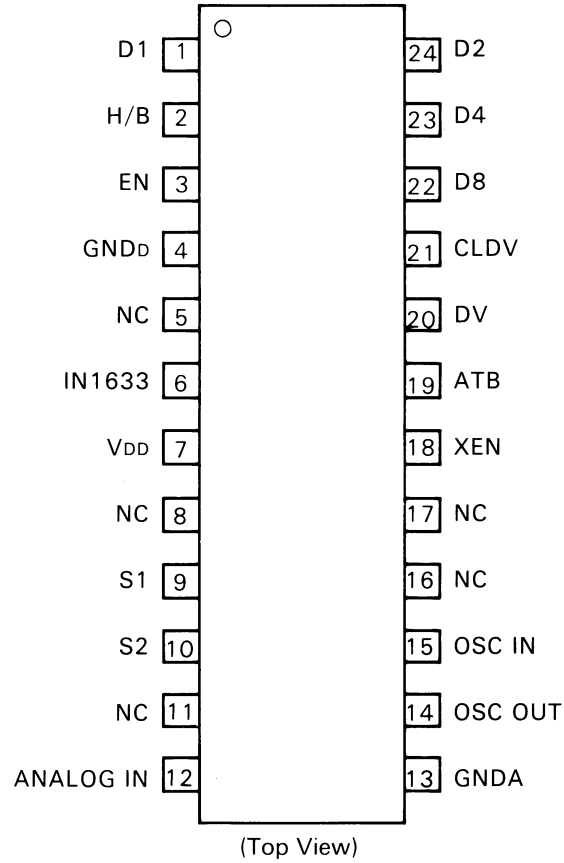 D1 1 24 D2
H/B 2 23 D4
EN 3 22 D8
GNDD 4 21 CLDV
NC 5 20 DV
IN1633 6 19 ATB
VDD 7 18 XEN
NC 8 17 NC
S1 9 16 NC
S2 10 15 OSC IN
NC 11 14 OSC OUT
ANALOG IN 12 13 GNDA
(Top View)